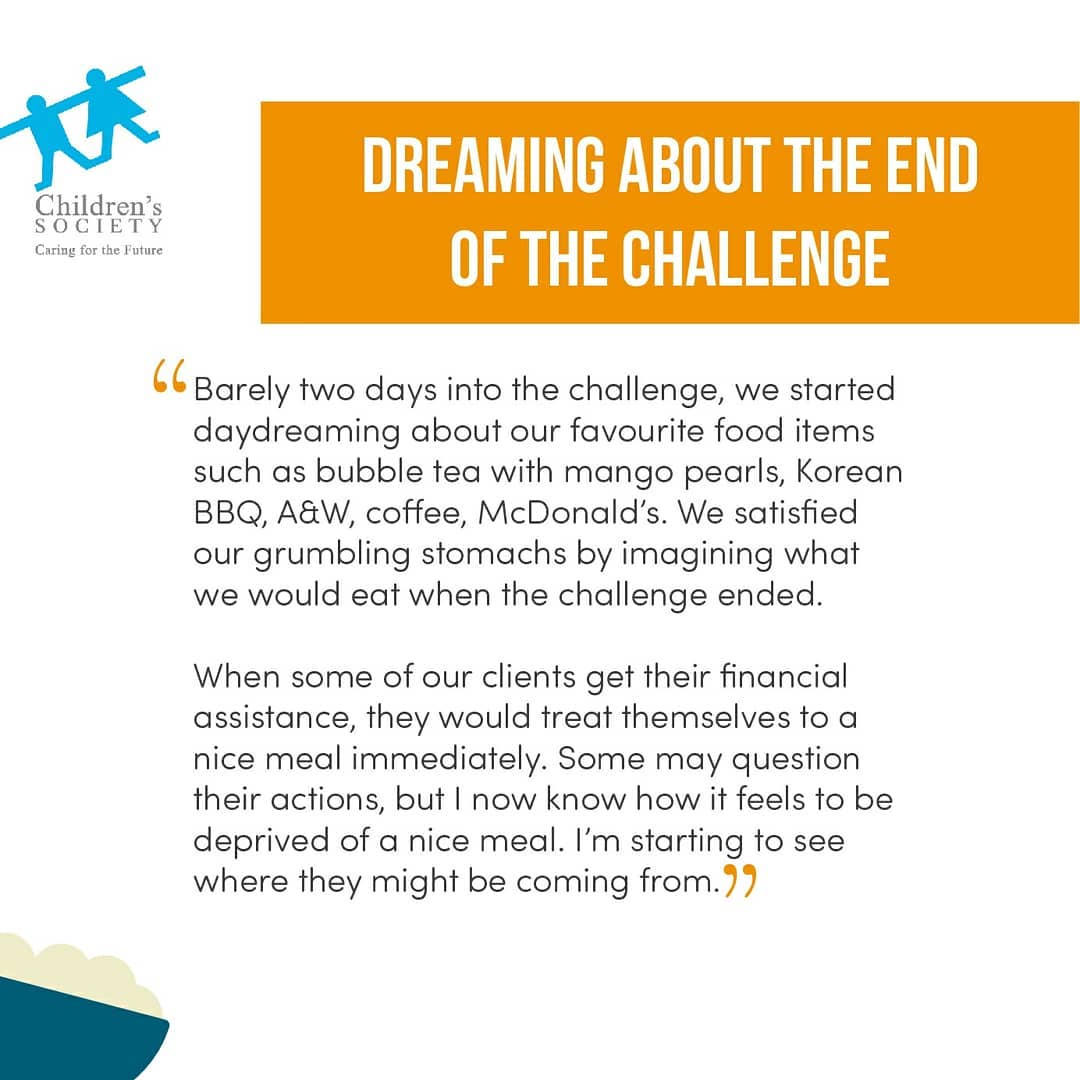 Children's
SOCIETY
Caring for the Future
DREAMING ABOUT THE END
OF THE CHALLENGE
“Barely two days into the challenge, we started
daydreaming about our favourite food items
such as bubble tea with mango pearls, Korean
BBQ, A&W, coffee, McDonald’s. We satisfied
our grumbling stomachs by imagining what
we would eat when the challenge ended.
When some of our clients get their financial
assistance, they would treat themselves to a
nice meal immediately. Some may question
their actions, but I now know how it feels to be
deprived of a nice meal. I’m starting to see
where they might be coming from.”